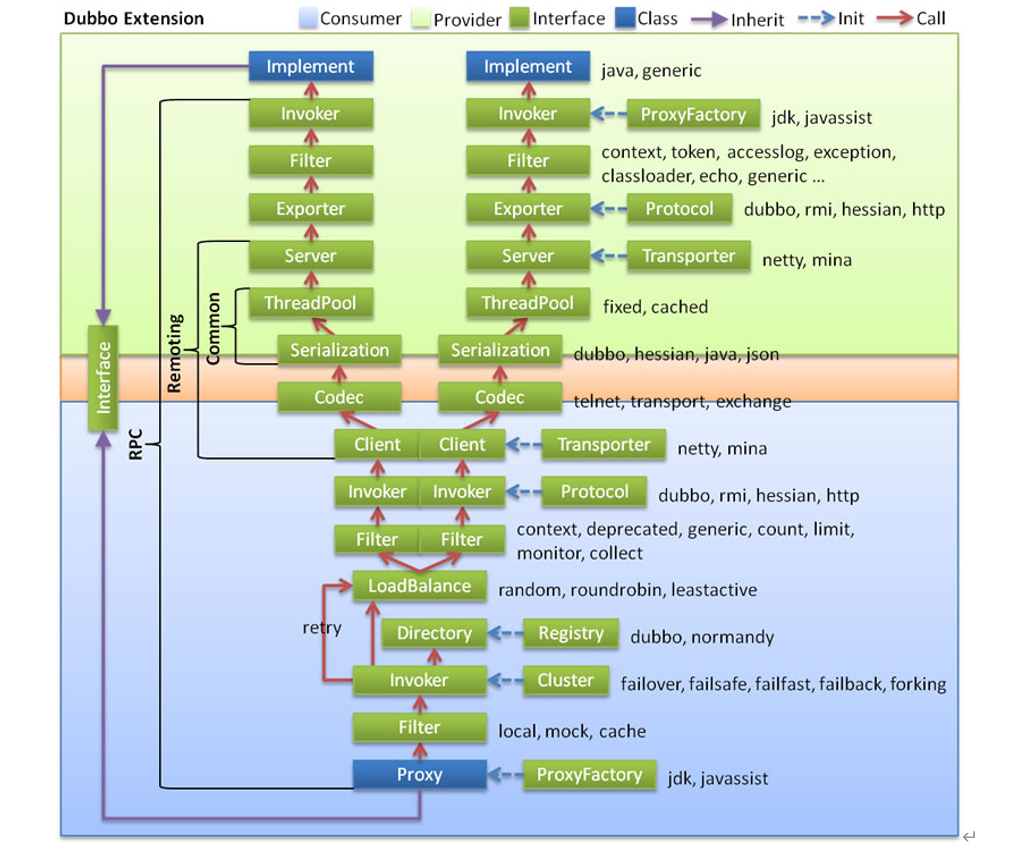 Dubbo Extension Consumer Provider Interface Class Inherit Init Call
Implement Implement java, generic
Invoker Invoker ProxyFactory jdk, javassist
Filter Filter context, token, accesslog, exception,
classloader, echo, generic ...
Exporter Exporter Protocol dubbo, rmi, hessian, http
Server Server Transporter netty, mina
ThreadPool ThreadPool fixed, cached
Common
Remoting
Serialization Serialization dubbo, hessian, java, json
Interface
Codec Codec telnet, transport, exchange
RPC
Client Client Transporter netty, mina
Invoker Invoker Protocol dubbo, rmi, hessian, http
Filter Filter context, deprecated, generic, count, limit,
monitor, collect
LoadBalance random, roundrobin, leastactive
retry
Directory Registry dubbo, normandy
Invoker Cluster failover, failsafe, failfast, failback, forking
Filter local, mock, cache
Proxy ProxyFactory jdk, javassist